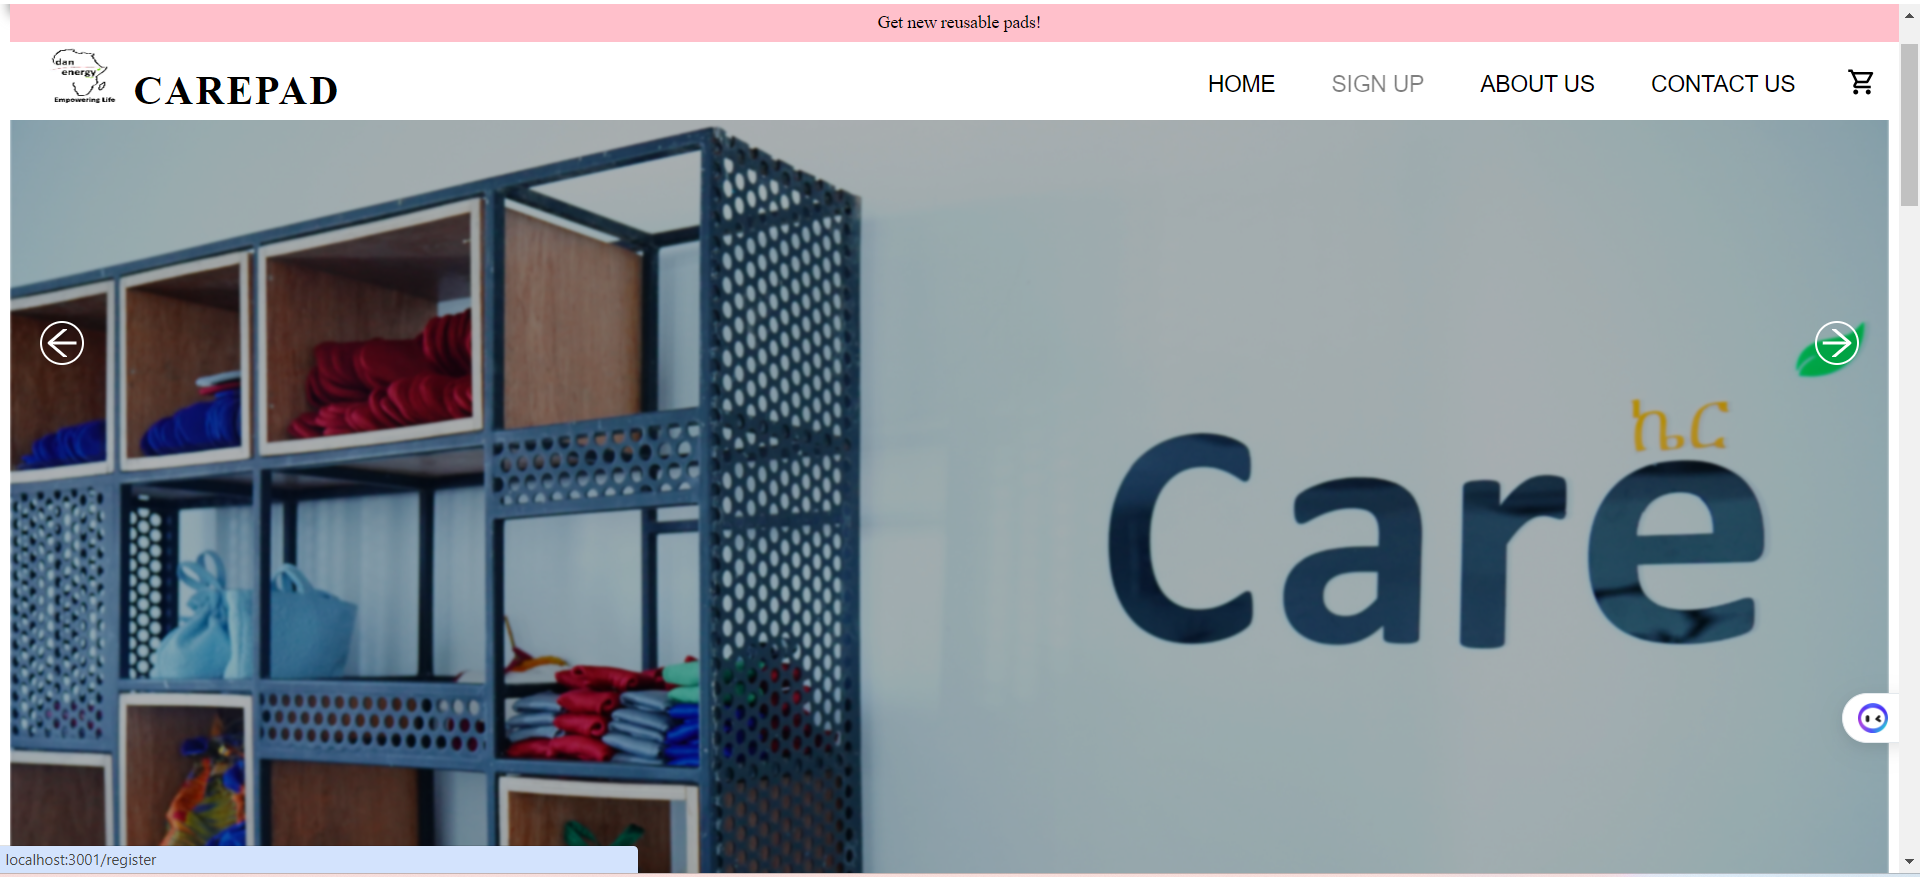 Get new reusable pads!
dan
energy
Empowering Life
CAREPAD
HOME
SIGN UP
ABOUT US
CONTACT US
ኬር
Care
localhost:3001/register